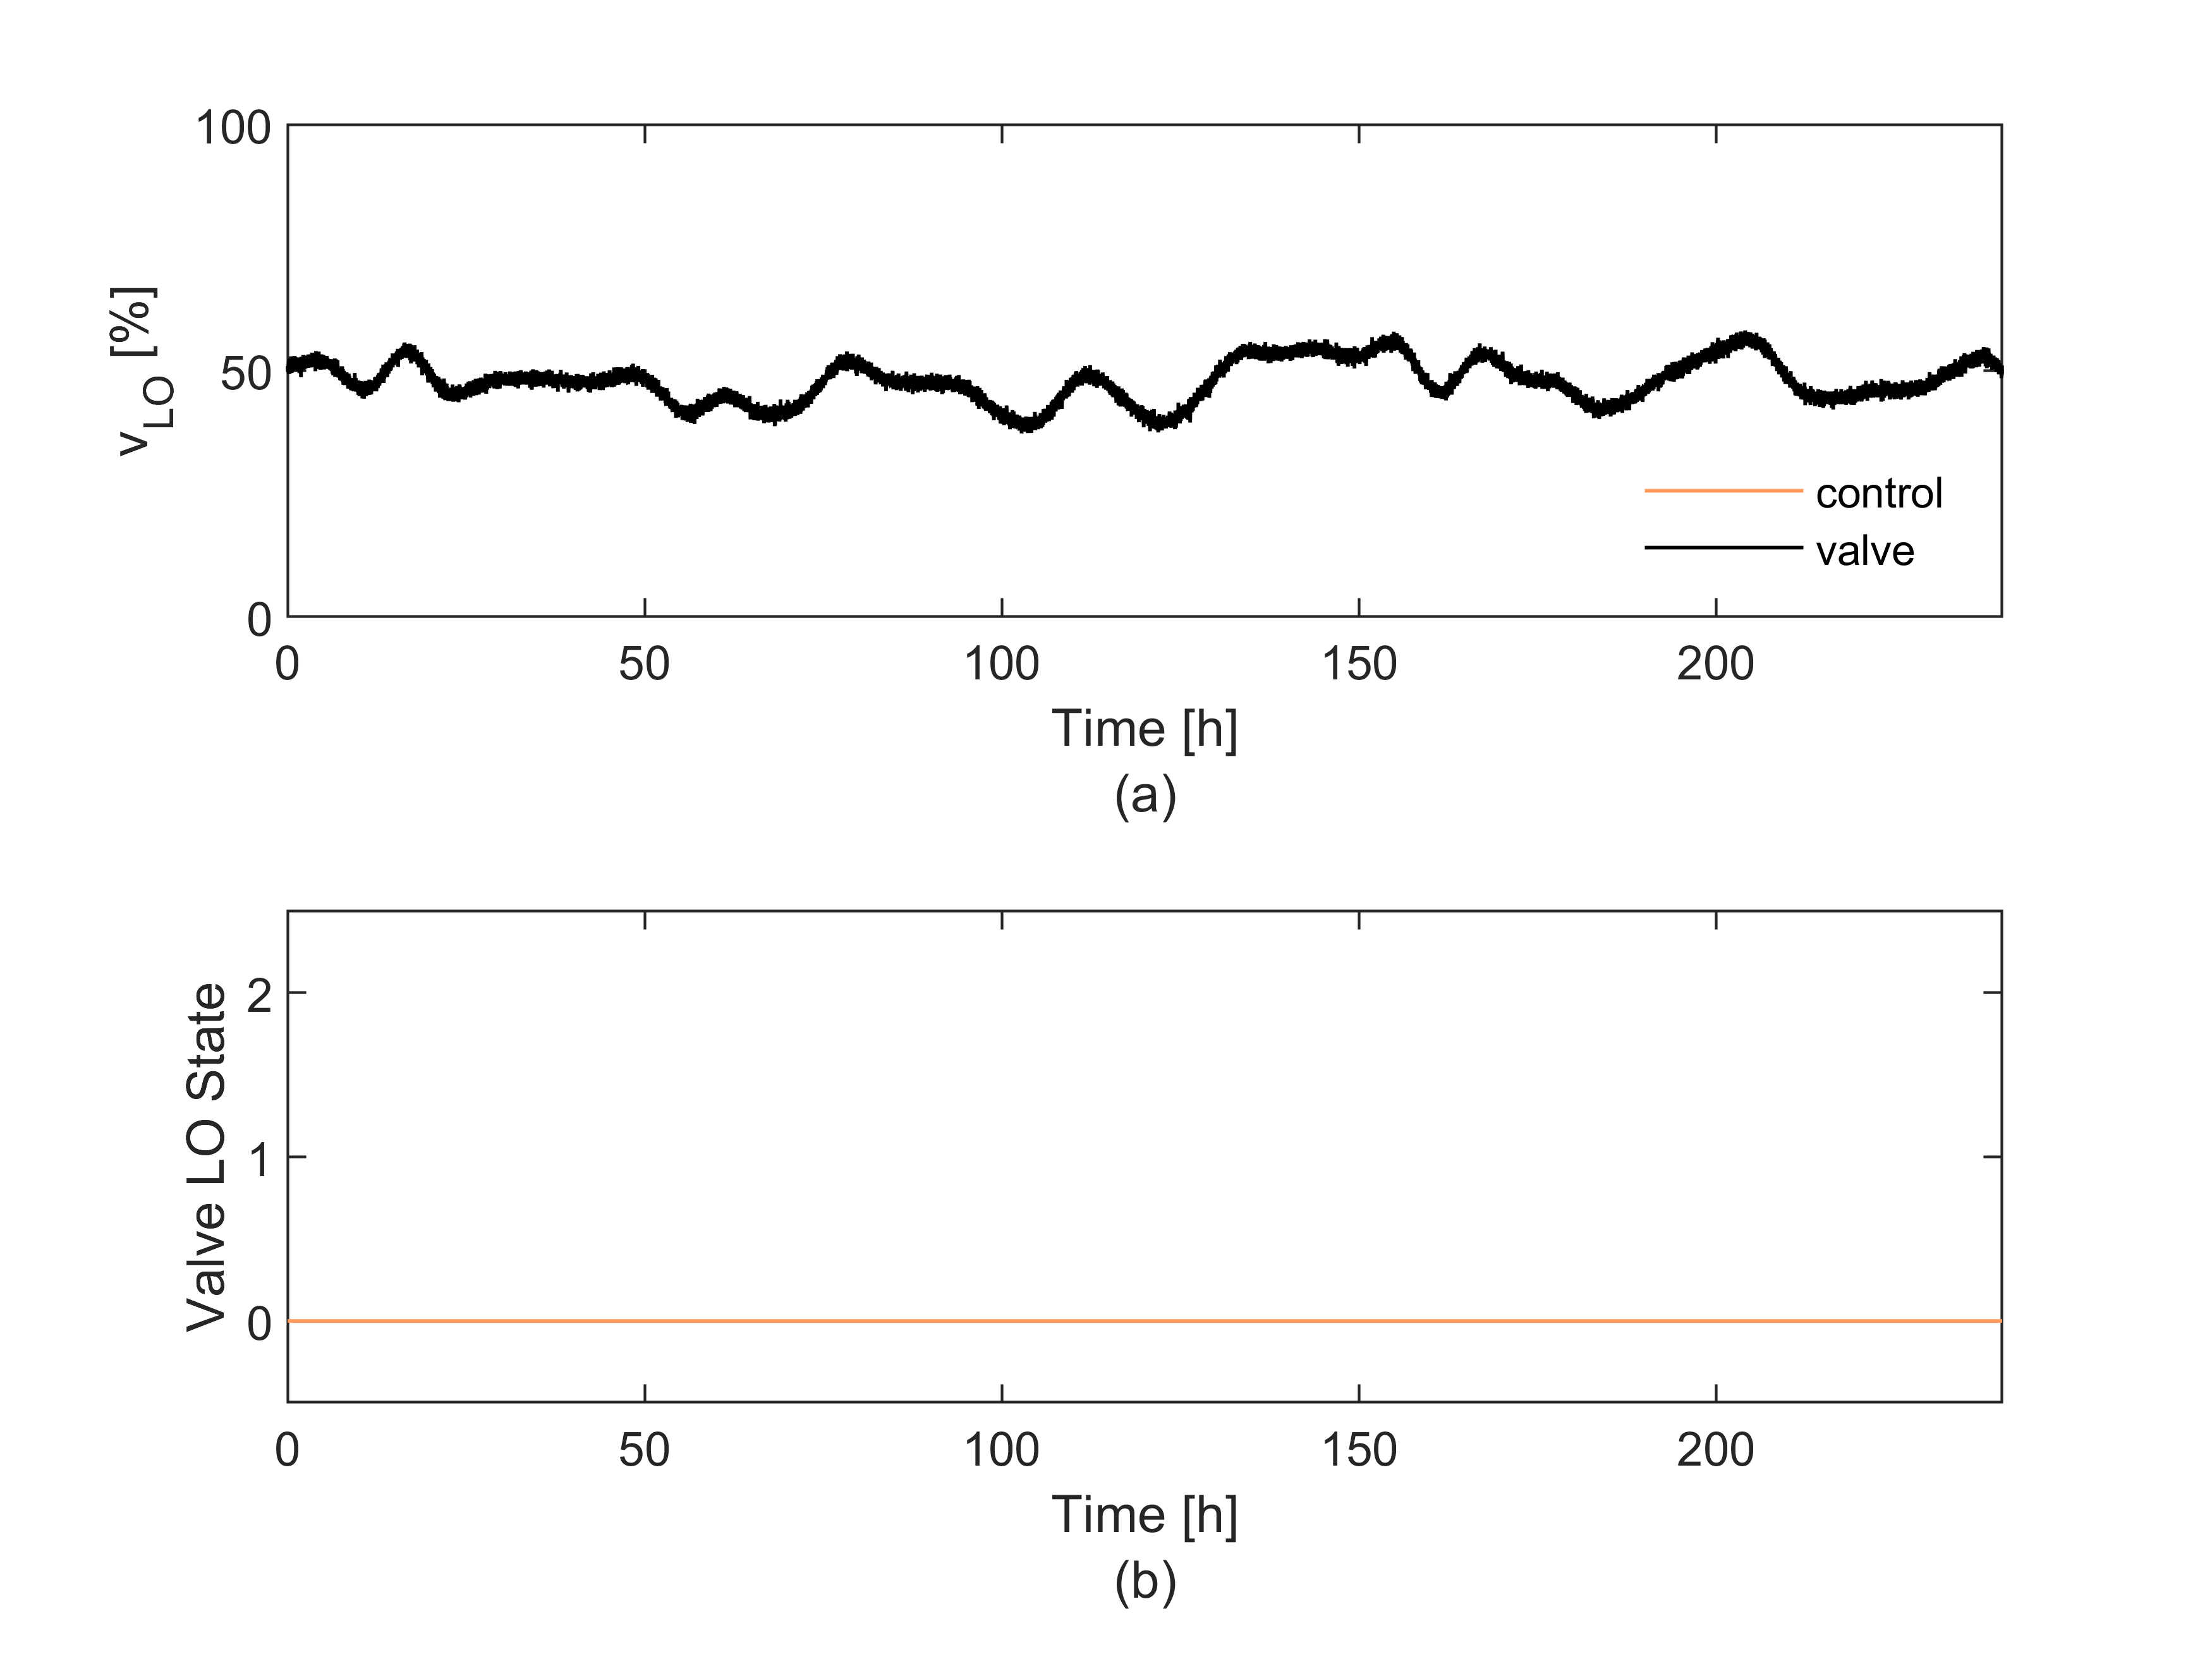 100
50
0
v_LO [%]
control
valve
0 50 100 150 200
Time [h]
(a)
2
1
0
Valve LO State
0 50 100 150 200
Time [h]
(b)